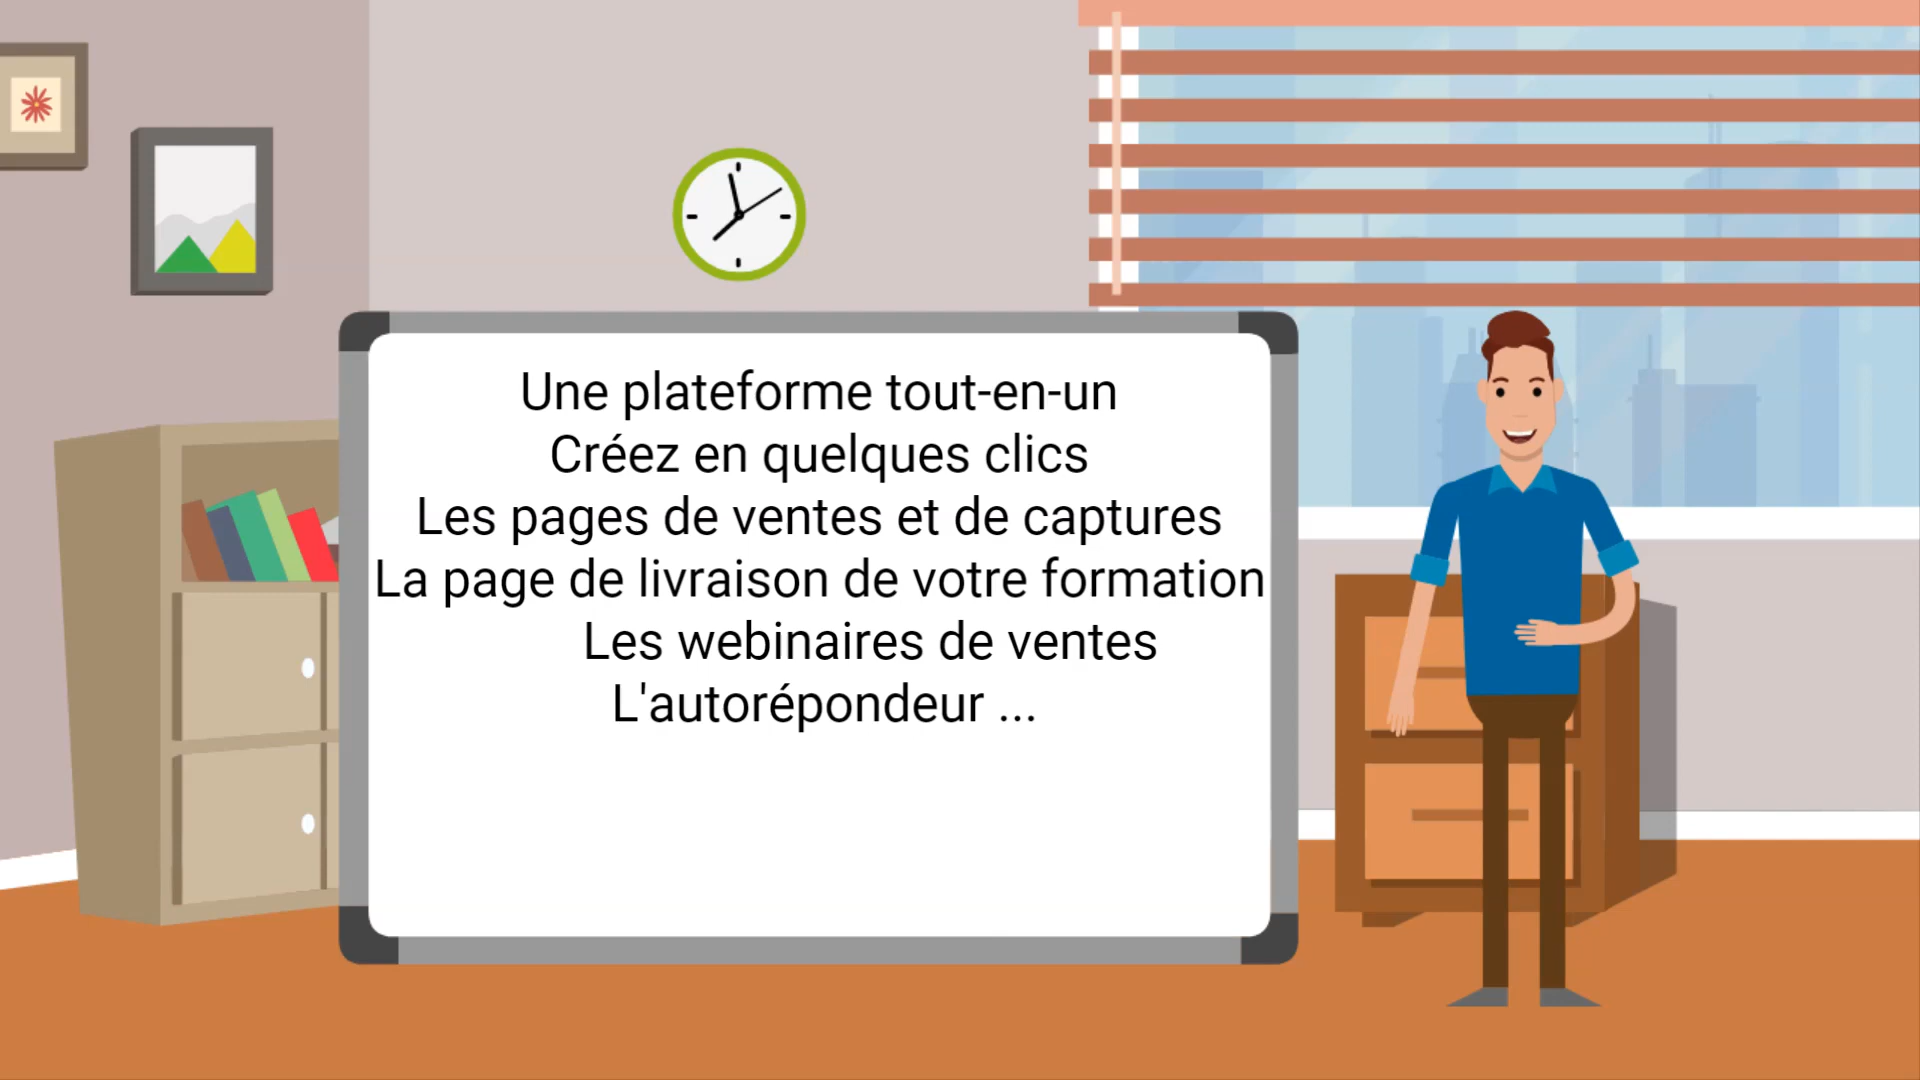 Une plateforme tout-en-un
Créez en quelques clics
Les pages de ventes et de captures
La page de livraison de votre formation
Les webinaires de ventes
L'autorépondeur ...